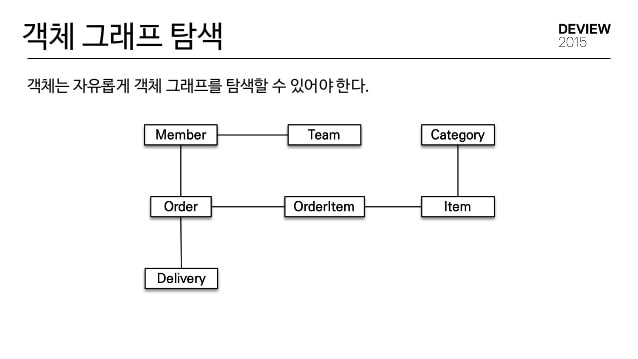 객체 그래프 탐색
DEVIEW
2015
객체는 자유롭게 객체 그래프를 탐색할 수 있어야 한다.
Member
Team
Category
Order
OrderItem
Item
Delivery